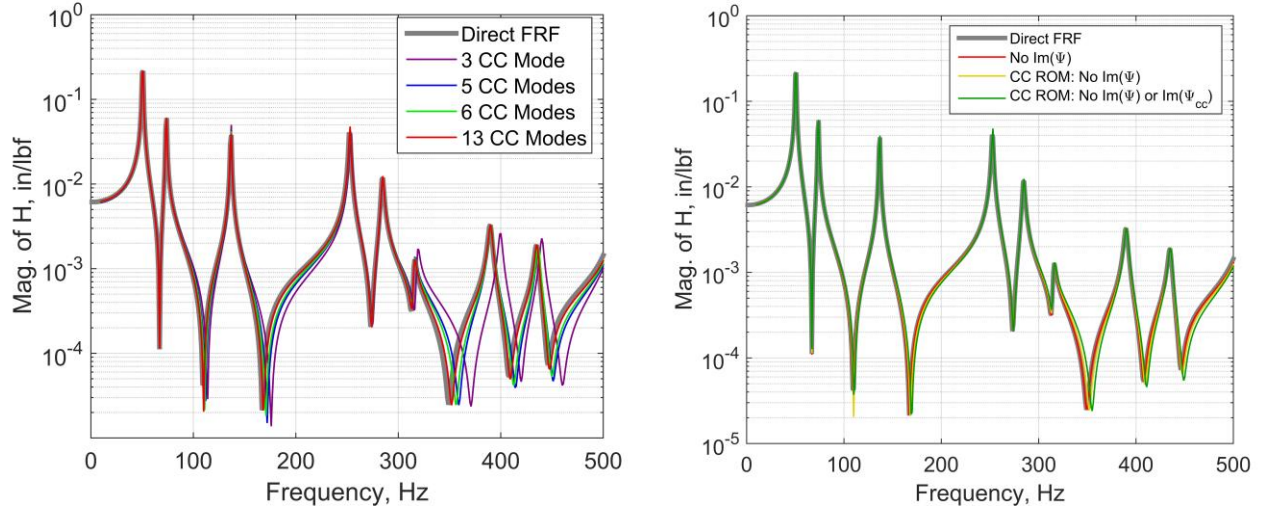 10^0
10^-1
10^-2
10^-3
10^-4
Mag. of H, in/lbf
Direct FRF
3 CC Mode
5 CC Modes
6 CC Modes
13 CC Modes
0 100 200 300 400 500
Frequency, Hz
10^0
10^-1
10^-2
10^-3
10^-4
10^-5
Mag. of H, in/lbf
Direct FRF
No Im(Ψ)
CC ROM: No Im(Ψ)
CC ROM: No Im(Ψ) or Im(Ψ_cc)
0 100 200 300 400 500
Frequency, Hz